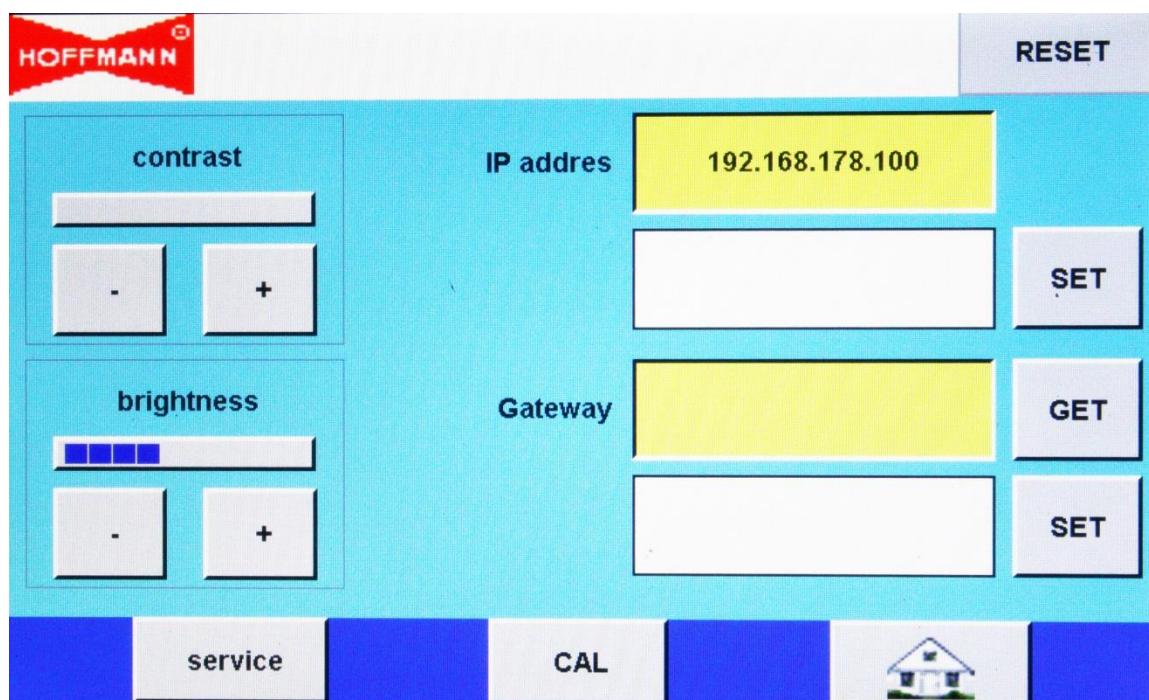 HOFFMANN
RESET
contrast
IP addres
192.168.178.100
-
+
SET
brightness
Gateway
GET
-
+
SET
service
CAL